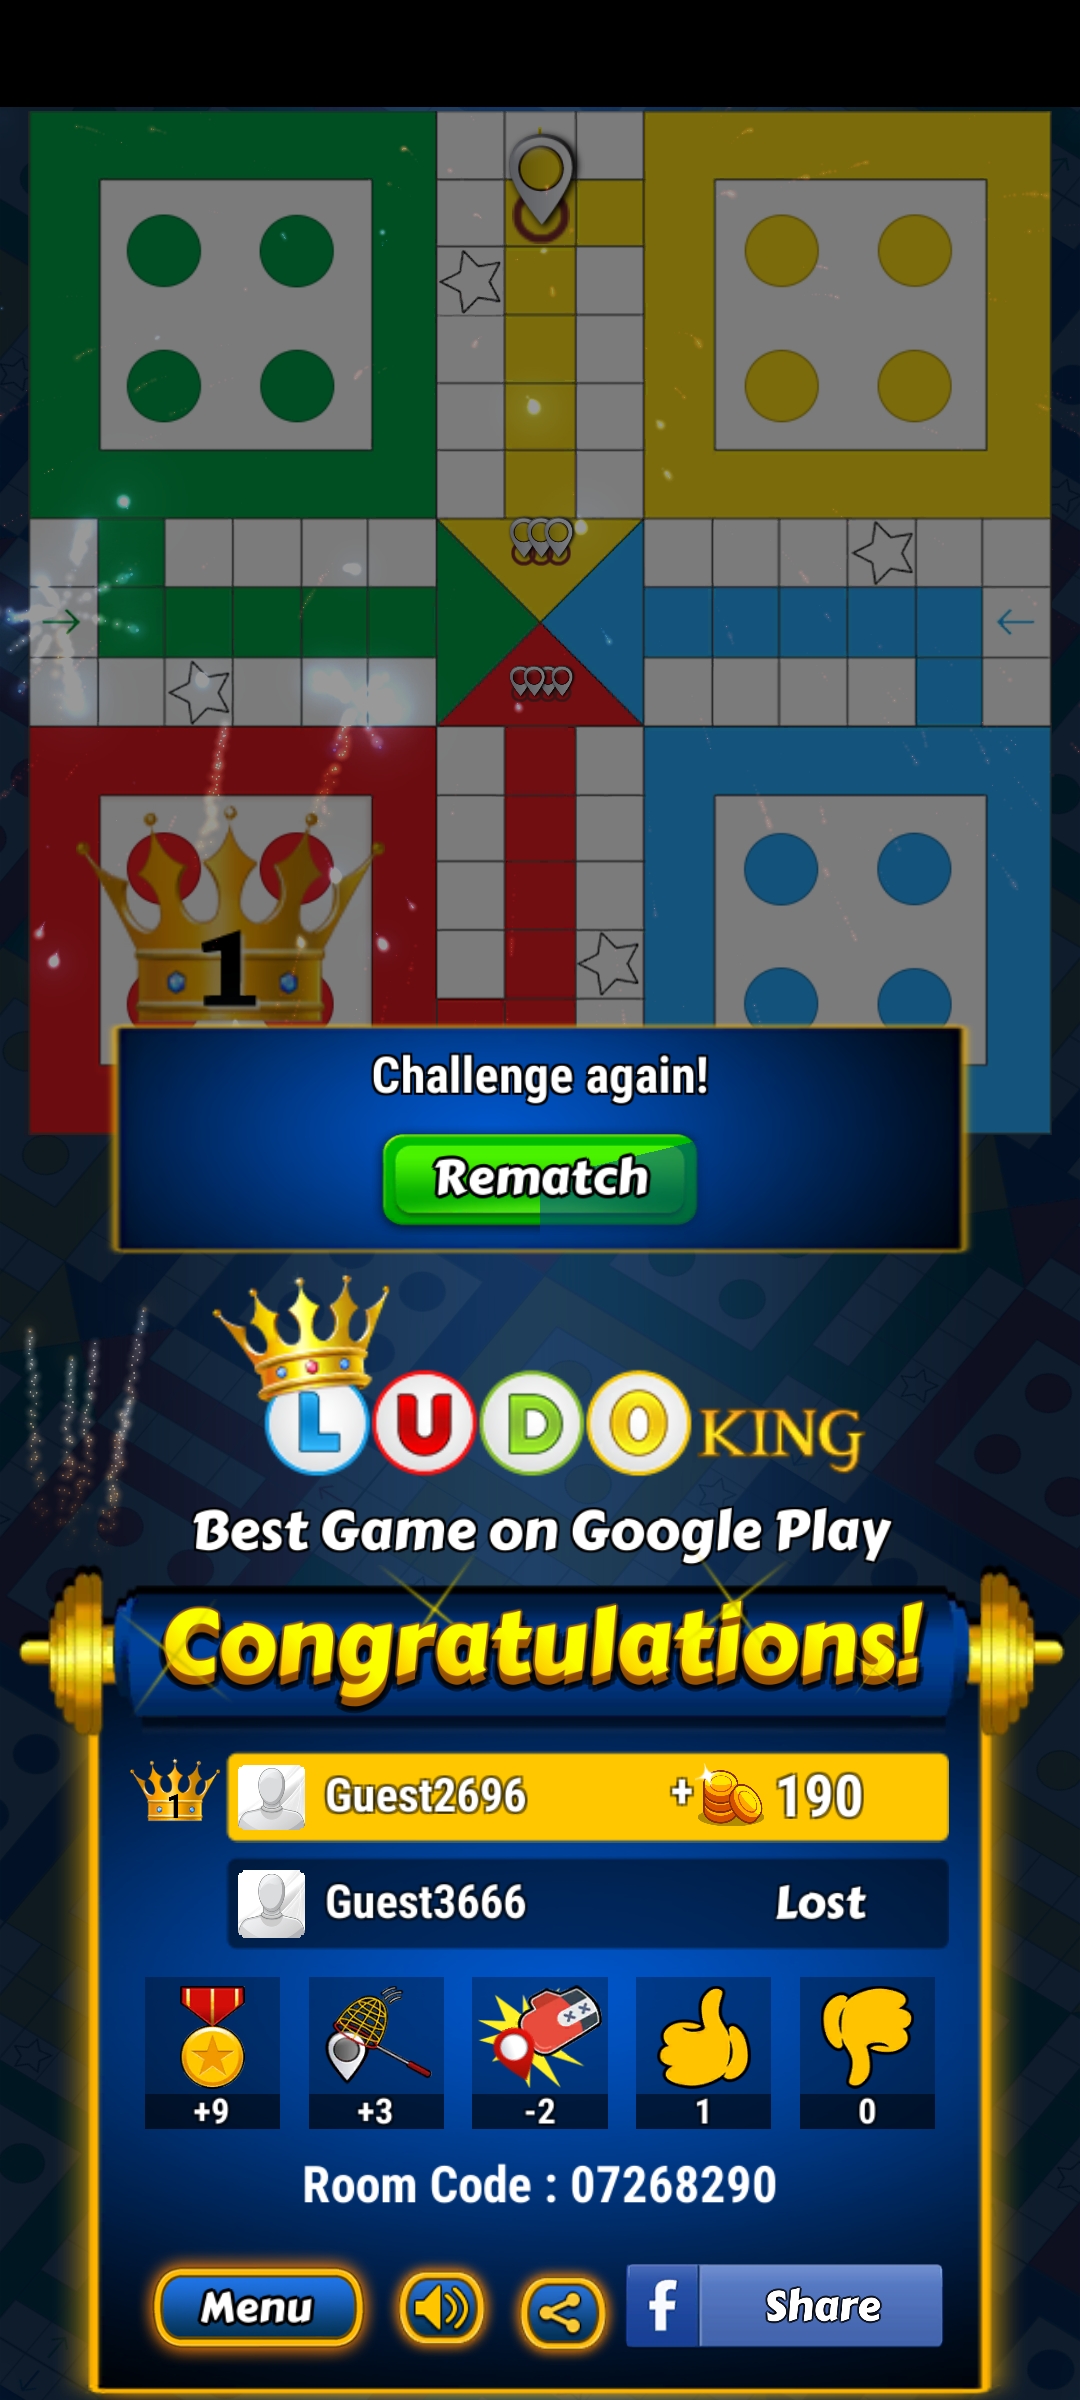 1
Challenge again!
Rematch
LUDO KING
Best Game on Google Play
Congratulations!
1 Guest2696 + 190
Guest3666 Lost
+9 +3 -2 1 0
Room Code : 07268290
Menu f Share